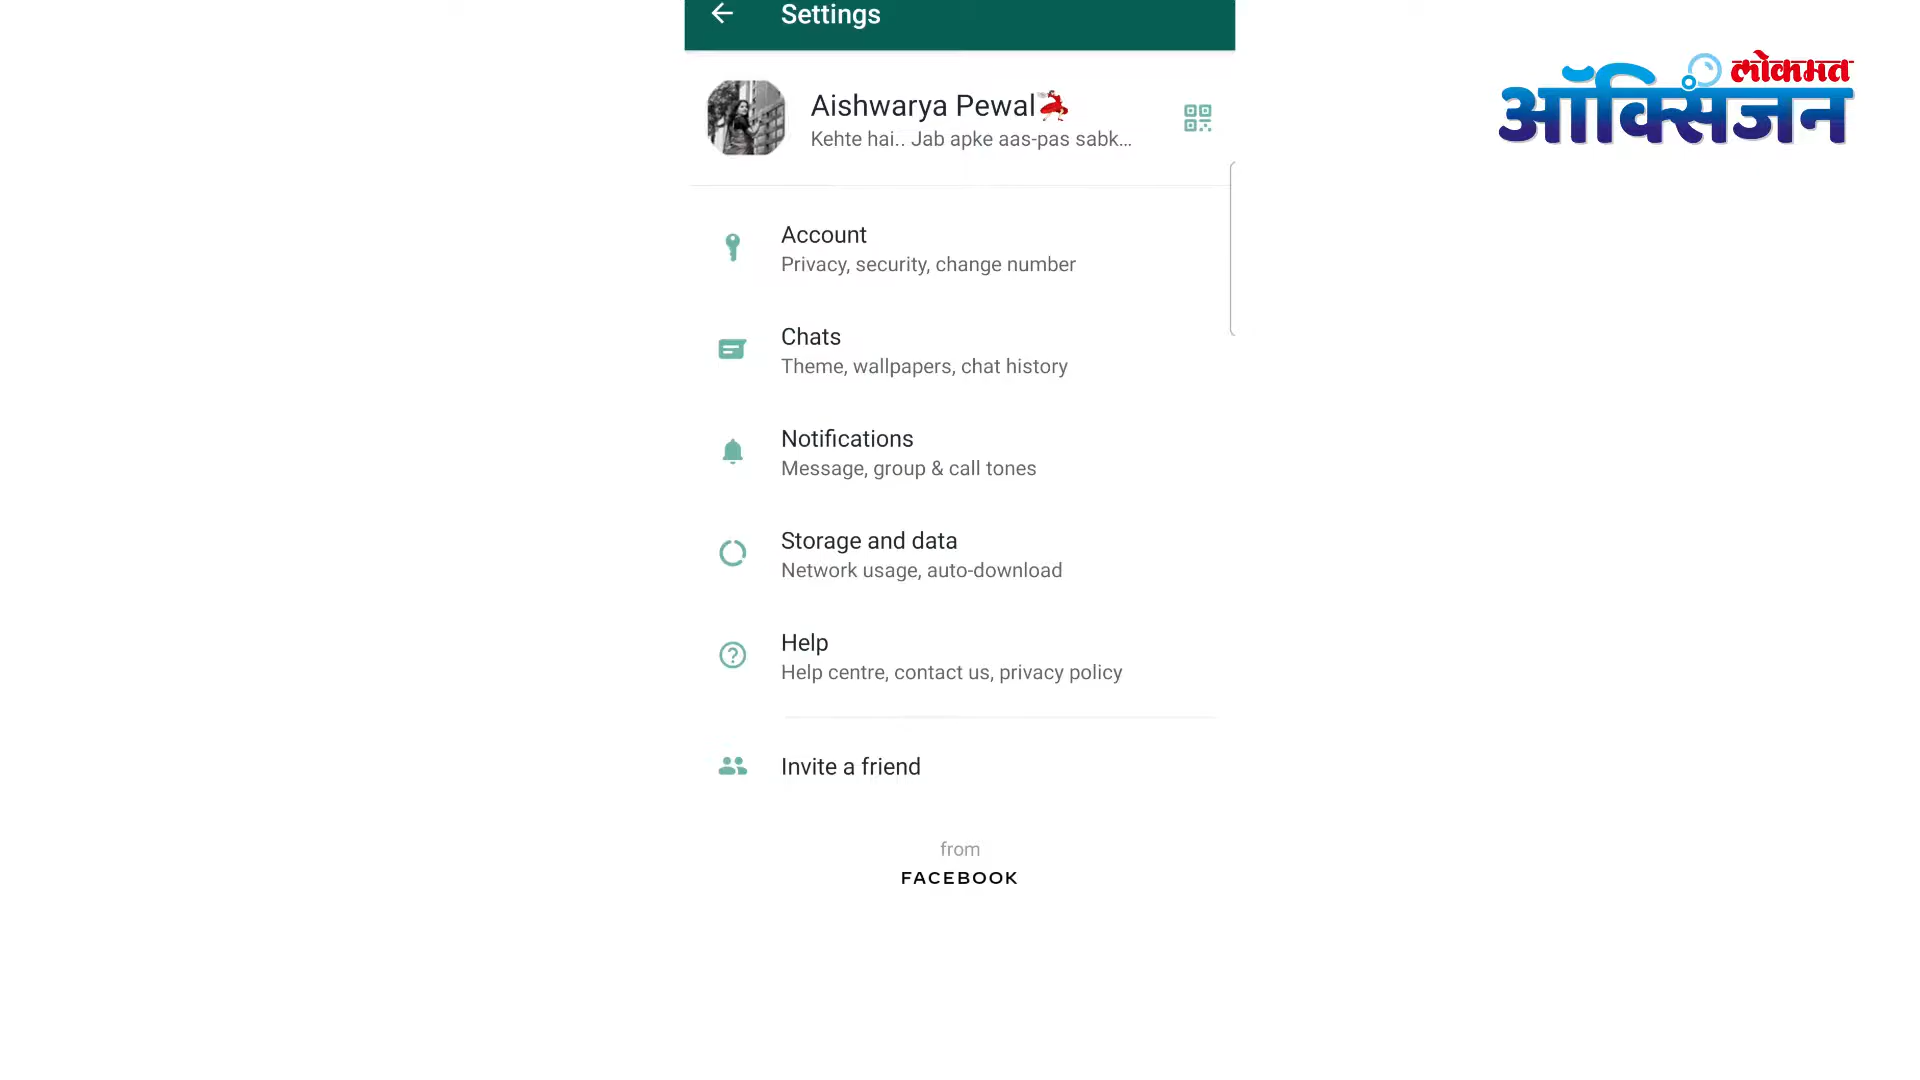 Settings
लोकमत
ऑक्सिजन
Aishwarya Pewal💃
Kehte hai.. Jab apke aas-pas sabk...
Account
Privacy, security, change number
Chats
Theme, wallpapers, chat history
Notifications
Message, group & call tones
Storage and data
Network usage, auto-download
Help
Help centre, contact us, privacy policy
Invite a friend
from
FACEBOOK